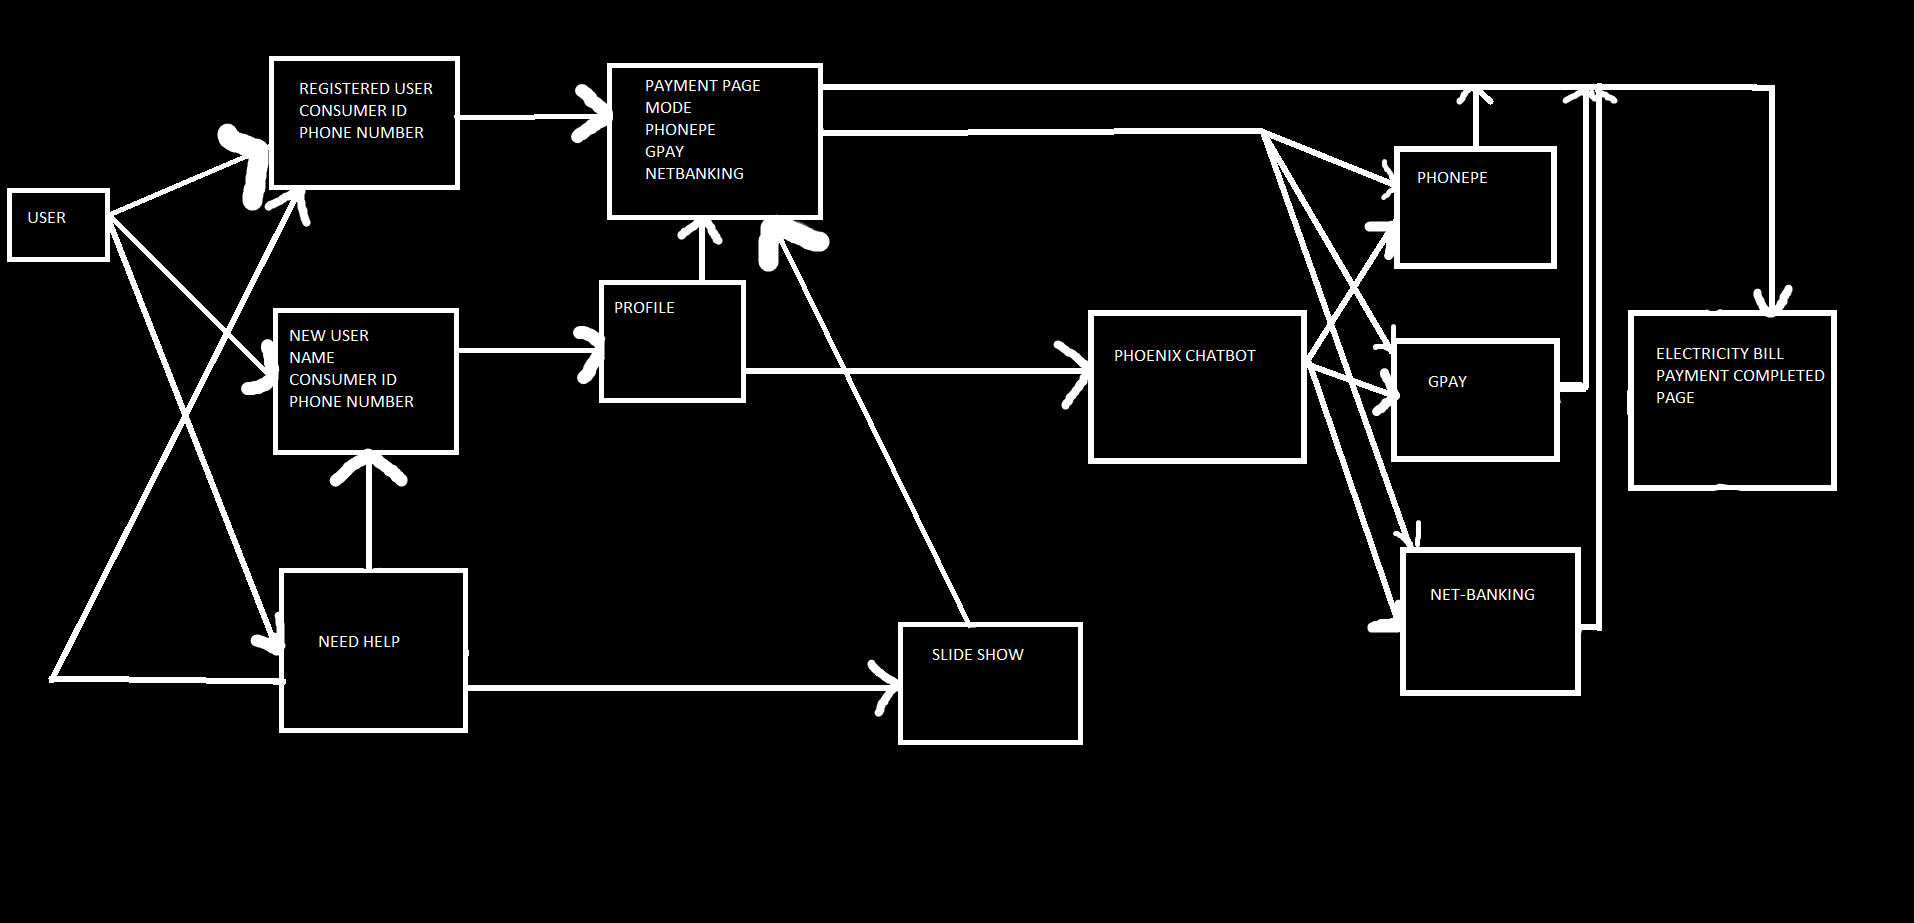 REGISTERED USER
CONSUMER ID
PHONE NUMBER
PAYMENT PAGE
MODE
PHONEPE
GPAY
NETBANKING
PHONEPE
USER
NEW USER
NAME
CONSUMER ID
PHONE NUMBER
PROFILE
PHOENIX CHATBOT
GPAY
ELECTRICITY BILL
PAYMENT COMPLETED
PAGE
NEED HELP
SLIDE SHOW
NET-BANKING